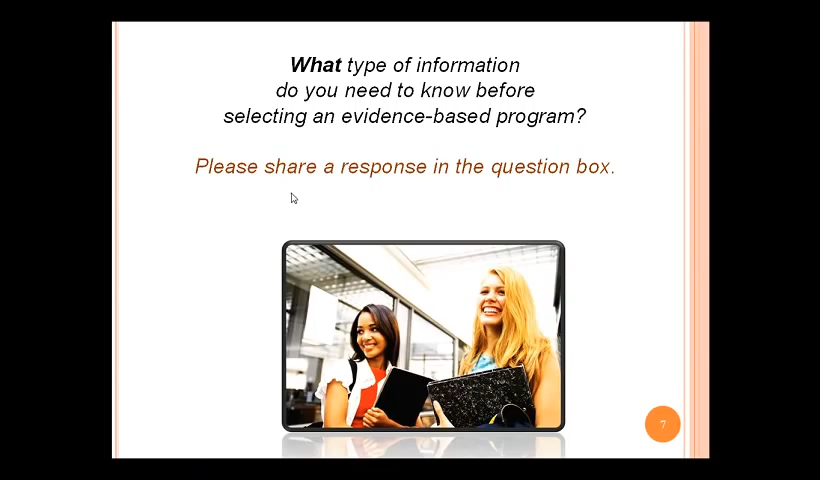 What type of information
do you need to know before
selecting an evidence-based program?
Please share a response in the question box.
7